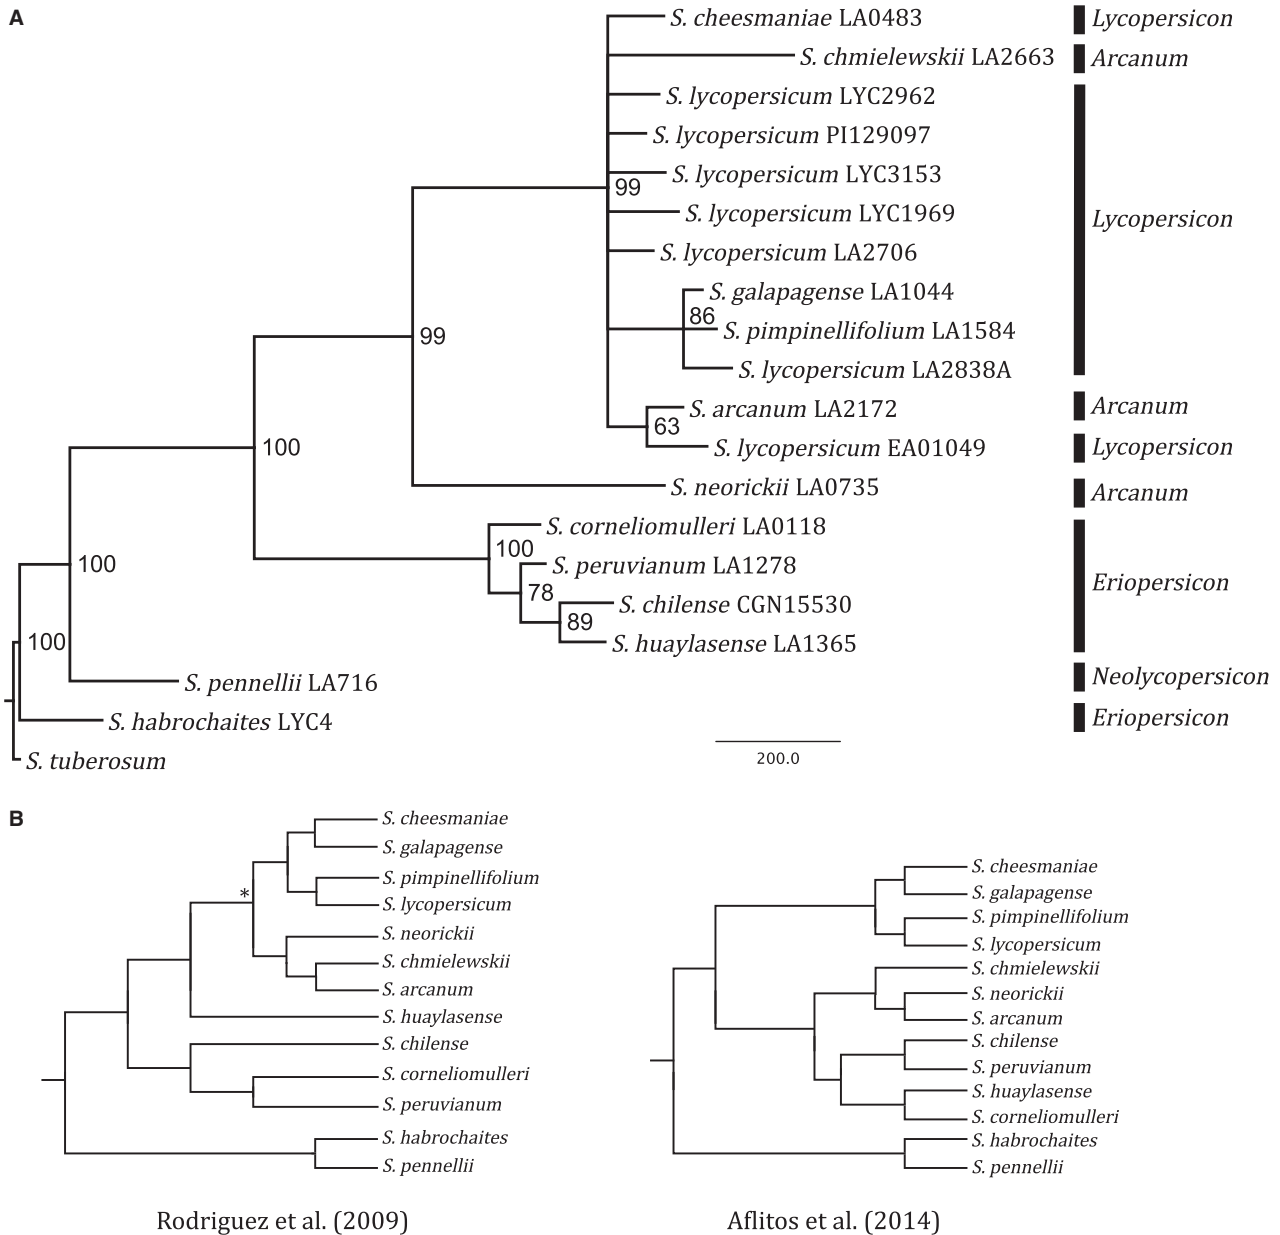 A
S. cheesmaniae LA0483 Lycopersicon
S. chmielewskii LA2663 Arcanum
S. lycopersicum LYC2962
S. lycopersicum PI129097
S. lycopersicum LYC3153
99
S. lycopersicum LYC1969 Lycopersicon
S. lycopersicum LA2706
S. galapagense LA1044
86
S. pimpinellifolium LA1584
99
S. lycopersicum LA2838A
S. arcanum LA2172 Arcanum
63
S. lycopersicum EA01049 Lycopersicon
100
S. neorickii LA0735 Arcanum
S. corneliomulleri LA0118
100
S. peruvianum LA1278
100
78
Eriopersicon
S. chilense CGN15530
89
S. huaylasense LA1365
100
S. pennellii LA716 Neolycopersicon
S. habrochaites LYC4 Eriopersicon
S. tuberosum
200.0
B
S. cheesmaniae
S. galapagense
S. pimpinellifolium
*
S. lycopersicum
S. neorickii
S. chmielewskii
S. arcanum
S. huaylasense
S. chilense
S. corneliomulleri
S. peruvianum
S. habrochaites
S. pennellii
Rodriguez et al. (2009)
S. cheesmaniae
S. galapagense
S. pimpinellifolium
S. lycopersicum
S. chmielewskii
S. neorickii
S. arcanum
S. chilense
S. peruvianum
S. huaylasense
S. corneliomulleri
S. habrochaites
S. pennellii
Aflitos et al. (2014)